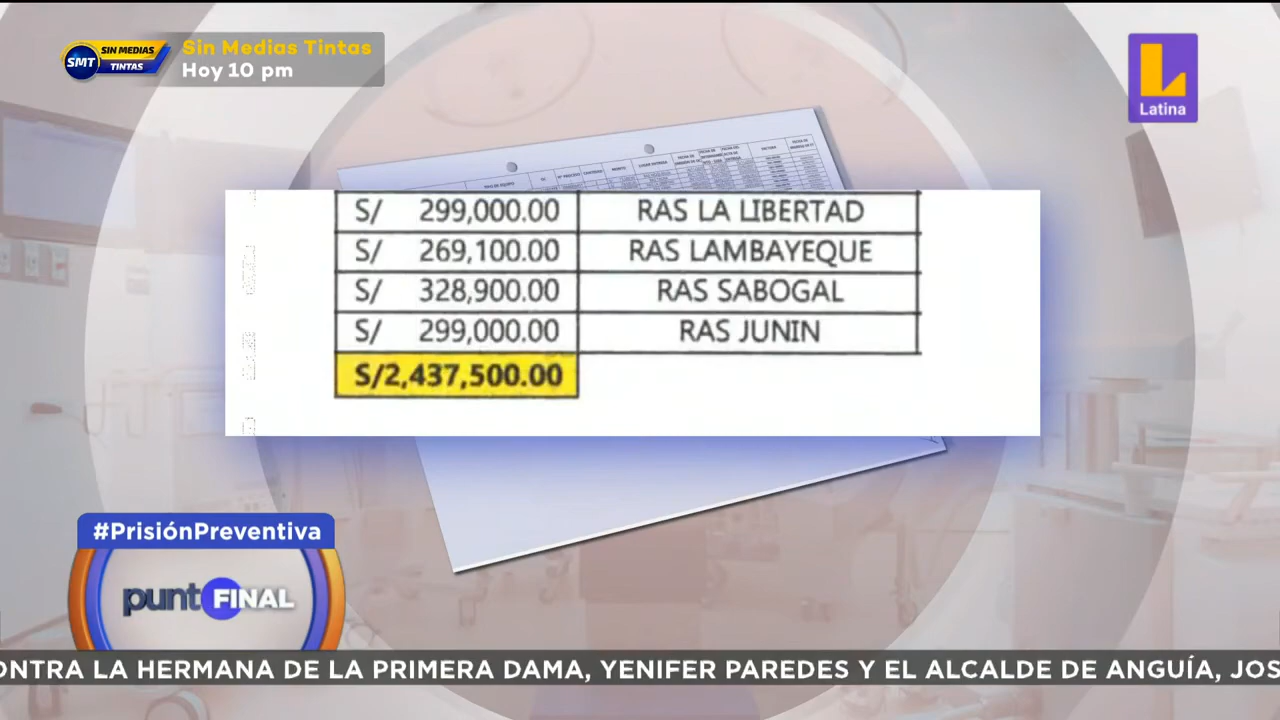 SMT
SIN MEDIAS
TINTAS
Sin Medias Tintas
Hoy 10 pm
Latina
S/ 299,000.00 RAS LA LIBERTAD
S/ 269,100.00 RAS LAMBAYEQUE
S/ 328,900.00 RAS SABOGAL
S/ 299,000.00 RAS JUNIN
S/2,437,500.00
#PrisiónPreventiva
punto FINAL
ONTRA LA HERMANA DE LA PRIMERA DAMA, YENIFER PAREDES Y EL ALCALDE DE ANGUÍA, JOS